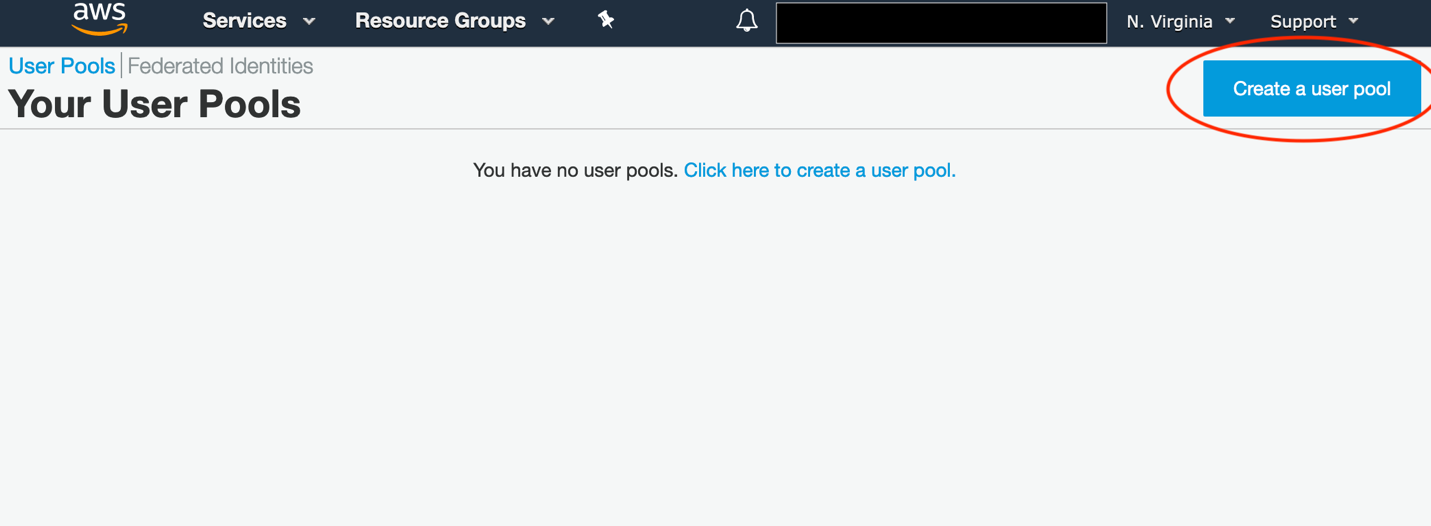 aws Services Resource Groups N. Virginia Support
User Pools Federated Identities
Your User Pools
Create a user pool
You have no user pools. Click here to create a user pool.